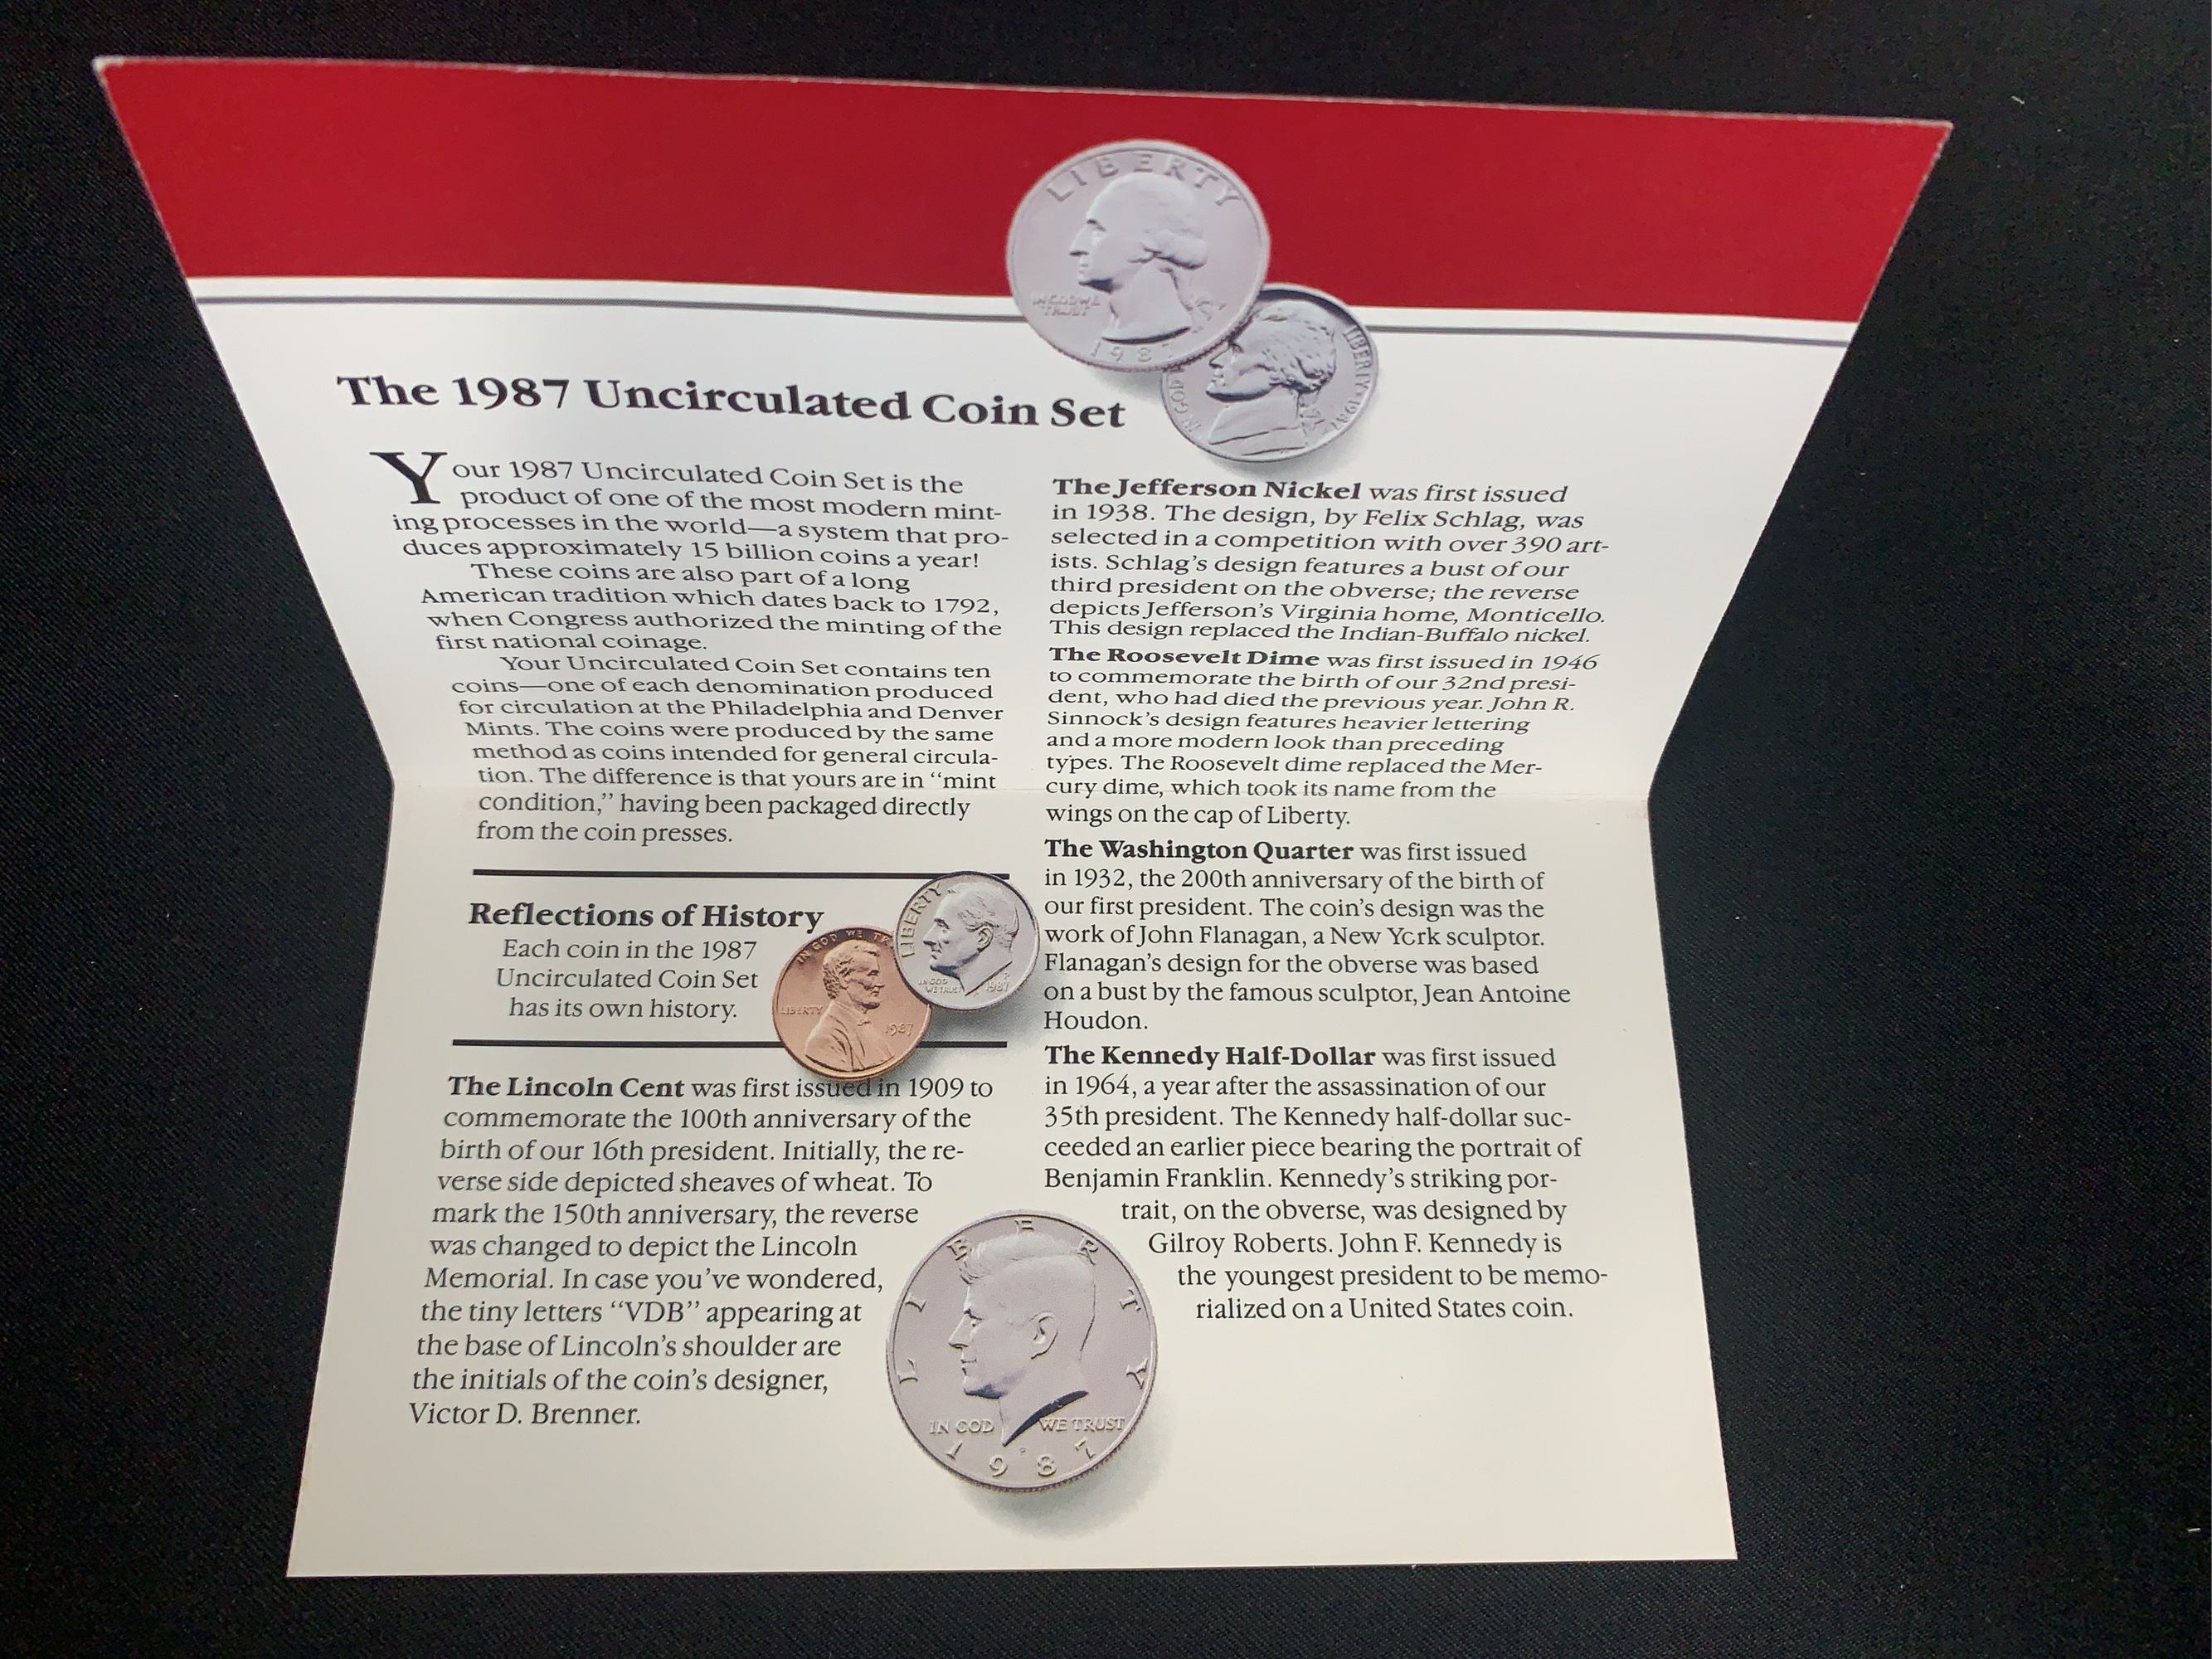 LIBERTY
IN GOD WE
TRUST
1987
LIBERTY 1987
IN GOD
The 1987 Uncirculated Coin Set
Your 1987 Uncirculated Coin Set is the
product of one of the most modern mint-
ing processes in the world—a system that pro-
duces approximately 15 billion coins a year!
These coins are also part of a long
American tradition which dates back to 1792,
when Congress authorized the minting of the
first national coinage.
Your Uncirculated Coin Set contains ten
coins—one of each denomination produced
for circulation at the Philadelphia and Denver
Mints. The coins were produced by the same
method as coins intended for general circula-
tion. The difference is that yours are in “mint
condition,” having been packaged directly
from the coin presses.
Reflections of History
Each coin in the 1987
Uncirculated Coin Set
has its own history.
IN GOD WE TR
LIBERTY
1987
LIBERTY
IN GOD
WE TRUST
1987
The Lincoln Cent was first issued in 1909 to
commemorate the 100th anniversary of the
birth of our 16th president. Initially, the re-
verse side depicted sheaves of wheat. To
mark the 150th anniversary, the reverse
was changed to depict the Lincoln
Memorial. In case you’ve wondered,
the tiny letters “VDB” appearing at
the base of Lincoln’s shoulder are
the initials of the coin’s designer,
Victor D. Brenner.
The Jefferson Nickel was first issued
in 1938. The design, by Felix Schlag, was
selected in a competition with over 390 art-
ists. Schlag’s design features a bust of our
third president on the obverse; the reverse
depicts Jefferson’s Virginia home, Monticello.
This design replaced the Indian-Buffalo nickel.
The Roosevelt Dime was first issued in 1946
to commemorate the birth of our 32nd presi-
dent, who had died the previous year. John R.
Sinnock’s design features heavier lettering
and a more modern look than preceding
types. The Roosevelt dime replaced the Mer-
cury dime, which took its name from the
wings on the cap of Liberty.
The Washington Quarter was first issued
in 1932, the 200th anniversary of the birth of
our first president. The coin’s design was the
work of John Flanagan, a New York sculptor.
Flanagan’s design for the obverse was based
on a bust by the famous sculptor, Jean Antoine
Houdon.
The Kennedy Half-Dollar was first issued
in 1964, a year after the assassination of our
35th president. The Kennedy half-dollar suc-
ceeded an earlier piece bearing the portrait of
Benjamin Franklin. Kennedy’s striking por-
trait, on the obverse, was designed by
Gilroy Roberts. John F. Kennedy is
the youngest president to be memo-
rialized on a United States coin.
LIBERTY
IN GOD WE TRUST
1987